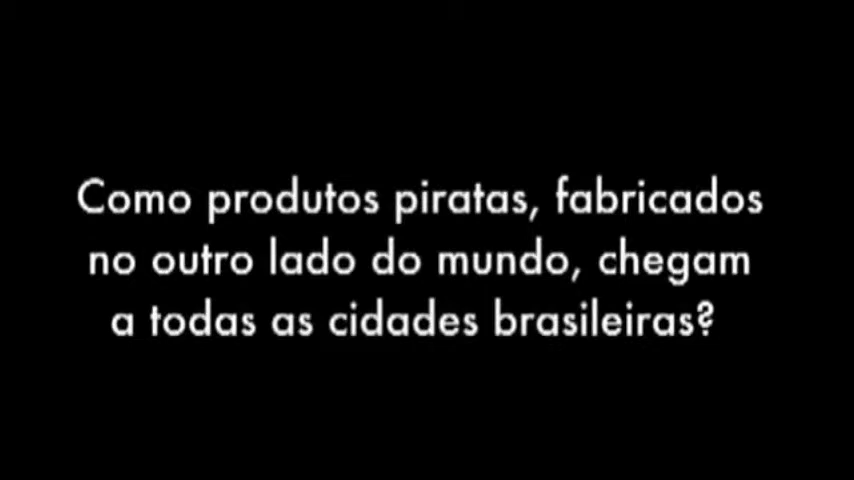 Como produtos piratas, fabricados
no outro lado do mundo, chegam
a todas as cidades brasileiras?